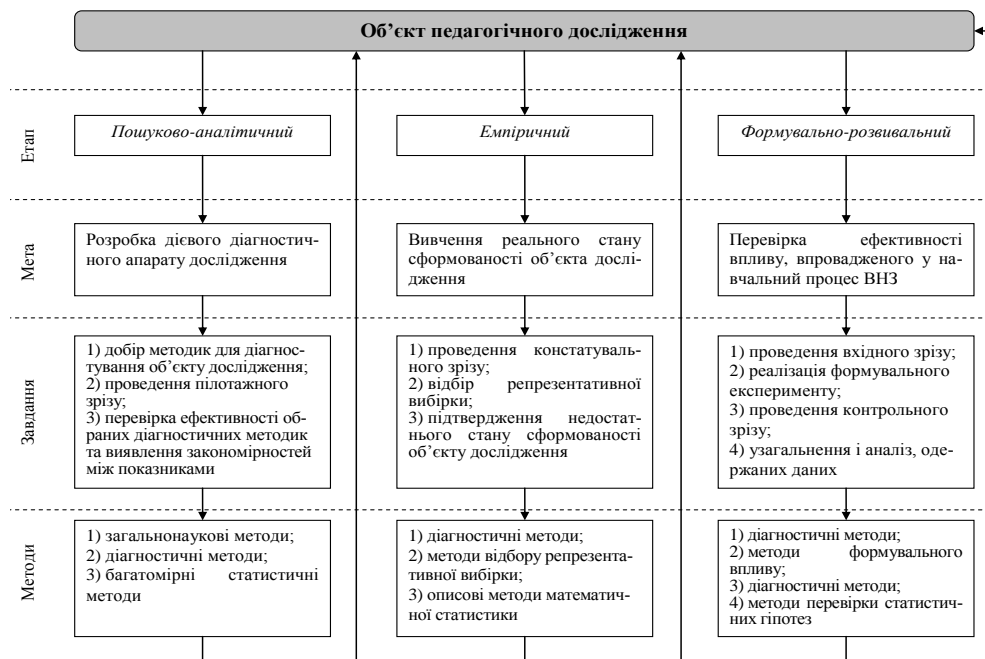 Об’єкт педагогічного дослідження
Етап
Пошуково-аналітичний
Емпіричний
Формувально-розвивальний
Мета
Розробка дієвого діагностич-
ного апарату дослідження
Вивчення реального стану
сформованості об’єкта дослі-
дження
Перевірка ефективності
впливу, впровадженого у на-
вчальний процес ВНЗ
Завдання
1) добір методик для діагнос-
тування об’єкту дослідження;
2) проведення пілотажного
зрізу;
3) перевірка ефективності об-
раних діагностичних методик
та виявлення закономірностей
між показниками
1) проведення констатуваль-
ного зрізу;
2) відбір репрезентативної
вибірки;
3) підтвердження недостат-
нього стану сформованості
об’єкту дослідження
1) проведення вхідного зрізу;
2) реалізація формувального
експерименту;
3) проведення контрольного
зрізу;
4) узагальнення і аналіз, оде-
ржаних даних
Методи
1) загальнонаукові методи;
2) діагностичні методи;
3) багатомірні статистичні
методи
1) діагностичні методи;
2) методи відбору репрезента-
тивної вибірки;
3) описові методи математич-
ної статистики
1) діагностичні методи;
2) методи формувального
впливу;
3) діагностичні методи;
4) методи перевірки статистич-
них гіпотез